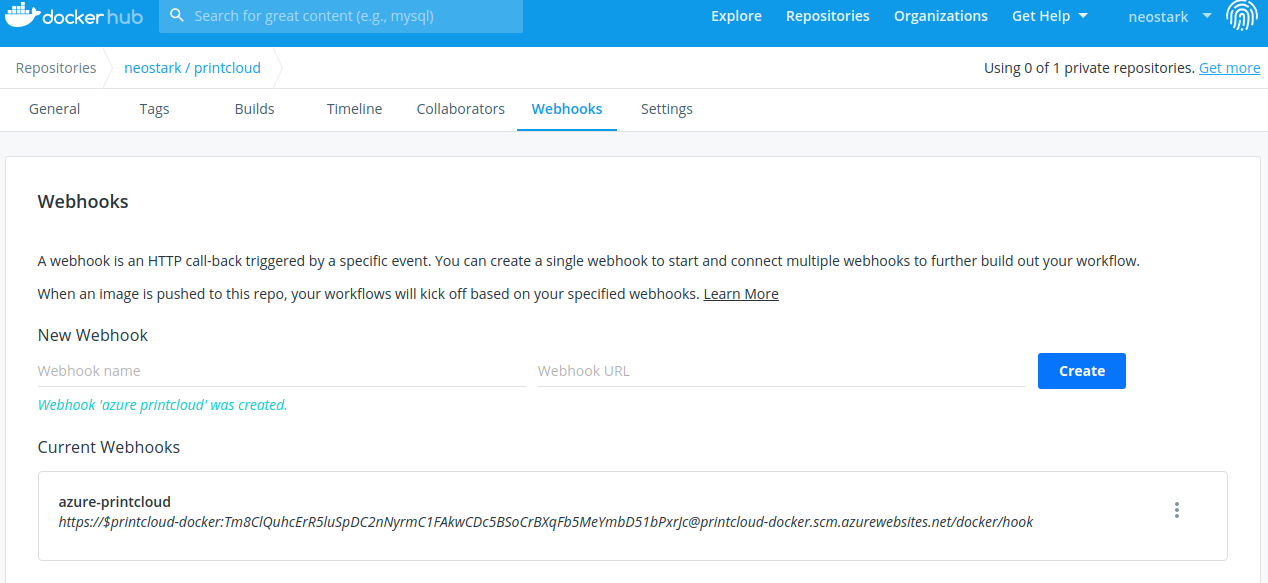 docker hub
Search for great content (e.g., mysql)
Explore Repositories Organizations Get Help neostark
Repositories neostark / printcloud Using 0 of 1 private repositories. Get more
General Tags Builds Timeline Collaborators Webhooks Settings
Webhooks
A webhook is an HTTP call-back triggered by a specific event. You can create a single webhook to start and connect multiple webhooks to further build out your workflow.
When an image is pushed to this repo, your workflows will kick off based on your specified webhooks. Learn More
New Webhook
Webhook name Webhook URL Create
Webhook 'azure printcloud' was created.
Current Webhooks
azure-printcloud
https://$printcloud-docker:Tm8ClQuhcErR5luSpDC2nNyrmC1FAkwCDc5BSoCrBXqFb5MeYmbD51bPxrJc@printcloud-docker.scm.azurewebsites.net/docker/hook